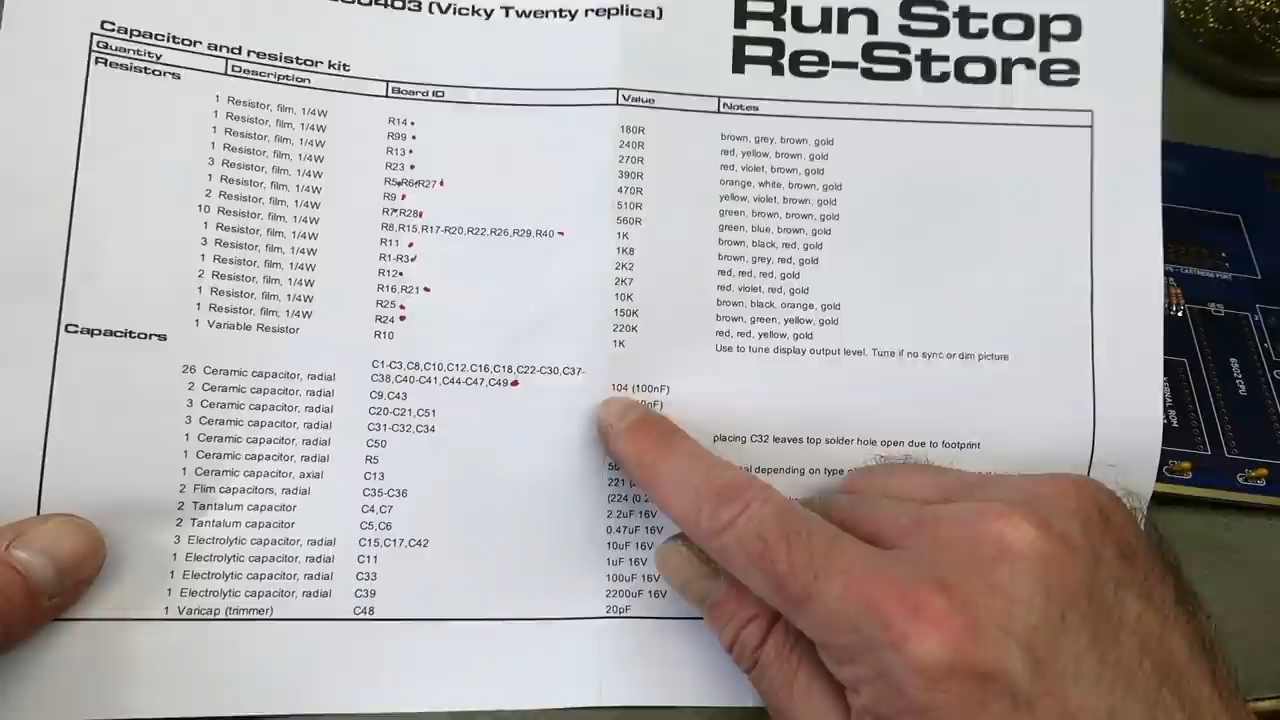 (Vicky Twenty replica)
Run Stop
Re-Store
Capacitor and resistor kit
Quantity Description Board ID Value Notes
Resistors
1 Resistor, film, 1/4W R14 180R brown, grey, brown, gold
1 Resistor, film, 1/4W R99 240R red, yellow, brown, gold
1 Resistor, film, 1/4W R13 270R red, violet, brown, gold
1 Resistor, film, 1/4W R23 390R orange, white, brown, gold
3 Resistor, film, 1/4W R5,R6,R27 470R yellow, violet, brown, gold
1 Resistor, film, 1/4W R9 510R green, brown, brown, gold
2 Resistor, film, 1/4W R7,R28 560R green, blue, brown, gold
10 Resistor, film, 1/4W R8,R15,R17-R20,R22,R26,R29,R40 1K brown, black, red, gold
1 Resistor, film, 1/4W R11 1K8 brown, grey, red, gold
3 Resistor, film, 1/4W R1-R3 2K2 red, red, red, gold
1 Resistor, film, 1/4W R12 2K7 red, violet, red, gold
2 Resistor, film, 1/4W R16,R21 10K brown, black, orange, gold
1 Resistor, film, 1/4W R25 150K brown, green, yellow, gold
1 Resistor, film, 1/4W R24 220K red, red, yellow, gold
1 Variable Resistor R10 1K Use to tune display output level. Tune if no sync or dim picture
Capacitors
C1-C3,C8,C10,C12,C16,C18,C22-C30,C37-
26 Ceramic capacitor, radial C38,C40-C41,C44-C47,C49 104 (100nF)
2 Ceramic capacitor, radial C9,C43
3 Ceramic capacitor, radial C20-C21,C51
3 Ceramic capacitor, radial C31-C32,C34 placing C32 leaves top solder hole open due to footprint
1 Ceramic capacitor, radial C50
1 Ceramic capacitor, radial R5 depending on type
1 Ceramic capacitor, axial C13 221
2 Flim capacitors, radial C35-C36 (224
2 Tantalum capacitor C4,C7 2.2uF 16V
2 Tantalum capacitor C5,C6 0.47uF 16V
3 Electrolytic capacitor, radial C15,C17,C42 10uF 16V
1 Electrolytic capacitor, radial C11 1uF 16V
1 Electrolytic capacitor, radial C33 100uF 16V
1 Electrolytic capacitor, radial C39 2200uF 16V
1 Varicap (trimmer) C48 20pF
CARTRIDGE PORT
6502 CPU